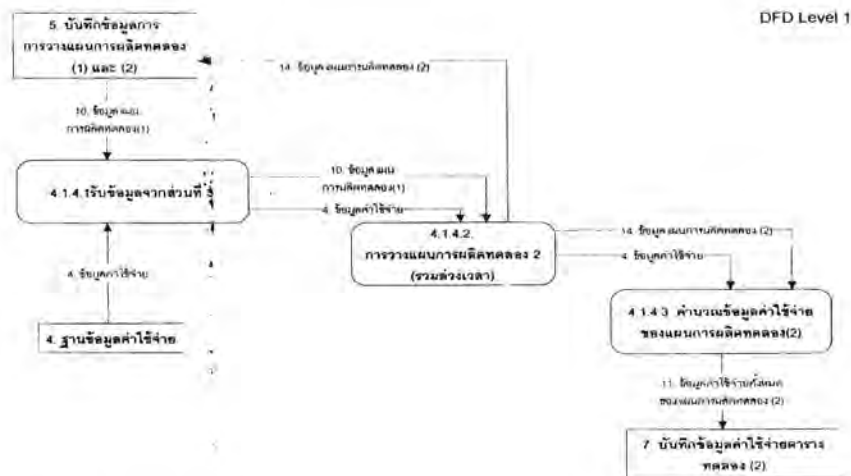 DFD Level 1
5. บันทึกข้อมูลการ
การวางแผนการผลิตทดลอง
(1) และ (2)
14. ข้อมูลแผนการผลิตทดลอง (2)
10. ข้อมูลแผน
การผลิตทดลอง(1)
4.1.4.1รับข้อมูลจากส่วนที่ 3
10. ข้อมูลแผน
การผลิตทดลอง(1)
4. ข้อมูลค่าใช้จ่าย
4.1.4.2.
การวางแผนการผลิตทดลอง 2
(รวมล่วงเวลา)
14. ข้อมูลแผนการผลิตทดลอง (2)
4. ข้อมูลค่าใช้จ่าย
4. ข้อมูลค่าใช้จ่าย
4. ฐานข้อมูลค่าใช้จ่าย
4.1.4.3 คำนวณข้อมูลค่าใช้จ่าย
ของแผนการผลิตทดลอง(2)
11. ข้อมูลค่าใช้จ่ายทั้งหมด
ของแผนการผลิตทดลอง (2)
7. บันทึกข้อมูลค่าใช้จ่ายตาราง
ทดลอง (2)